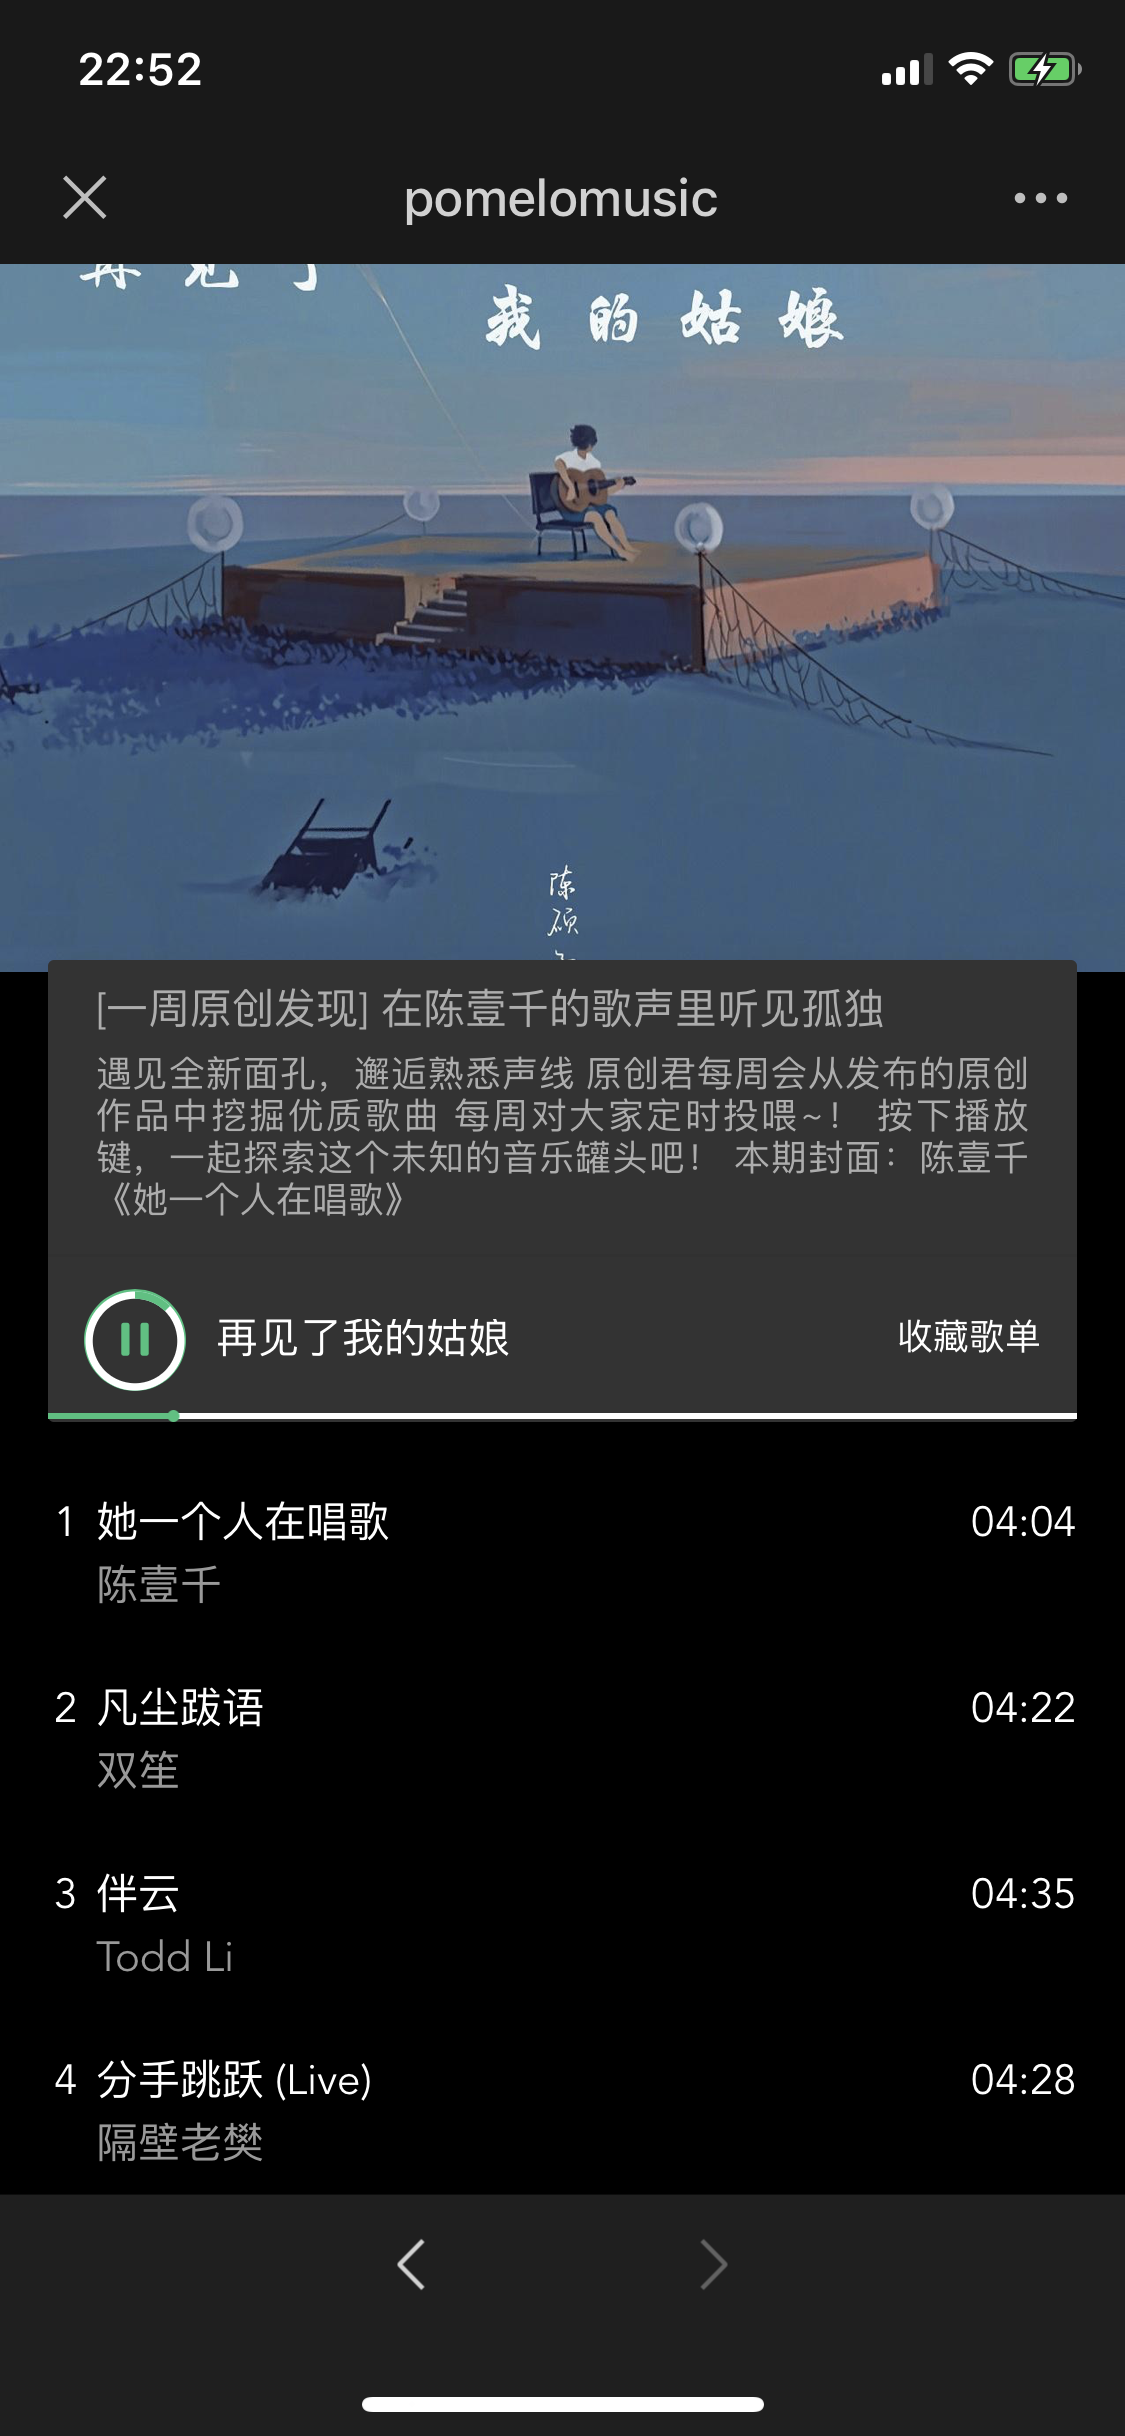 22:52
pomelomusic
再见了
我的姑娘
陈
硕
[一周原创发现] 在陈壹千的歌声里听见孤独
遇见全新面孔，邂逅熟悉声线 原创君每周会从发布的原创
作品中挖掘优质歌曲 每周对大家定时投喂~！ 按下播放
键，一起探索这个未知的音乐罐头吧！ 本期封面：陈壹千
《她一个人在唱歌》
再见了我的姑娘
收藏歌单
1 她一个人在唱歌 04:04
陈壹千
2 凡尘跋语 04:22
双笙
3 伴云 04:35
Todd Li
4 分手跳跃 (Live) 04:28
隔壁老樊